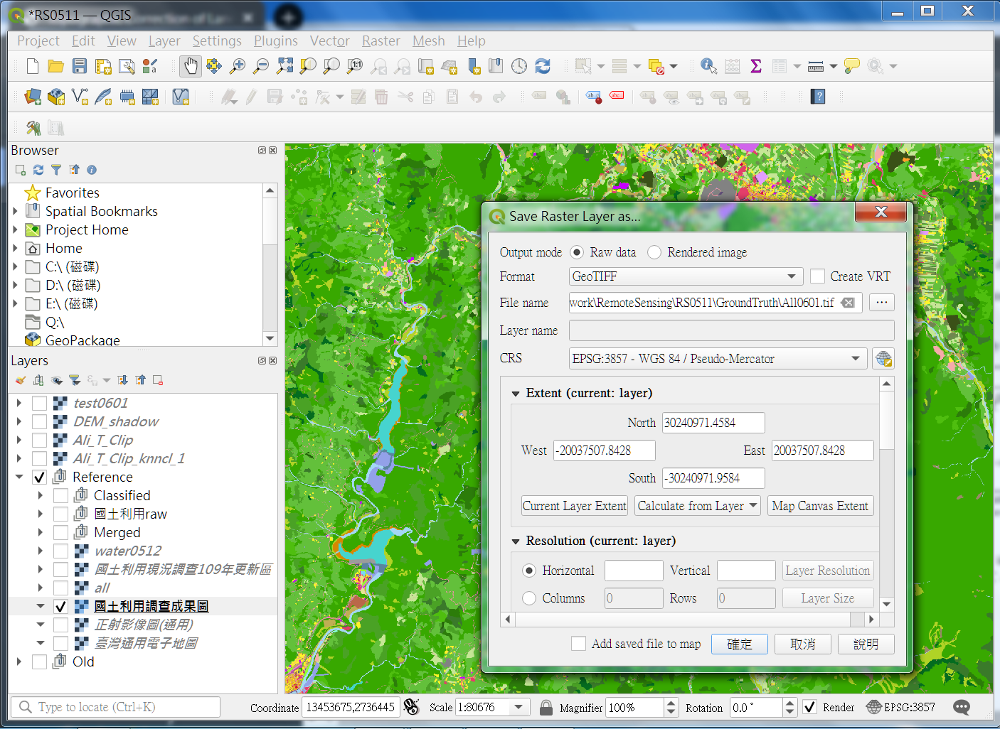 *RS0511 — QGIS
Project Edit View Layer Settings Plugins Vector Raster Mesh Help
Browser
Favorites
Spatial Bookmarks
Project Home
Home
C:\ (磁碟)
D:\ (磁碟)
E:\ (磁碟)
Q:\
GeoPackage
Layers
test0601
DEM_shadow
Ali_T_Clip
Ali_T_Clip_knncl_1
Reference
Classified
國土利用raw
Merged
water0512
國土利用現況調查109年更新區
all
國土利用調查成果圖
正射影像圖(通用)
臺灣通用電子地圖
Old
Save Raster Layer as...
Output mode Raw data Rendered image
Format GeoTIFF Create VRT
File name work\RemoteSensing\RS0511\GroundTruth\All0601.tif ...
Layer name
CRS EPSG:3857 - WGS 84 / Pseudo-Mercator
Extent (current: layer)
North 30240971.4584
West -20037507.8428 East 20037507.8428
South -30240971.9584
Current Layer Extent Calculate from Layer Map Canvas Extent
Resolution (current: layer)
Horizontal Vertical Layer Resolution
Columns 0 Rows 0 Layer Size
Add saved file to map 確定 取消 說明
Type to locate (Ctrl+K) Coordinate 13453675,2736445 Scale 1:80676 Magnifier 100% Rotation 0.0 ° Render EPSG:3857